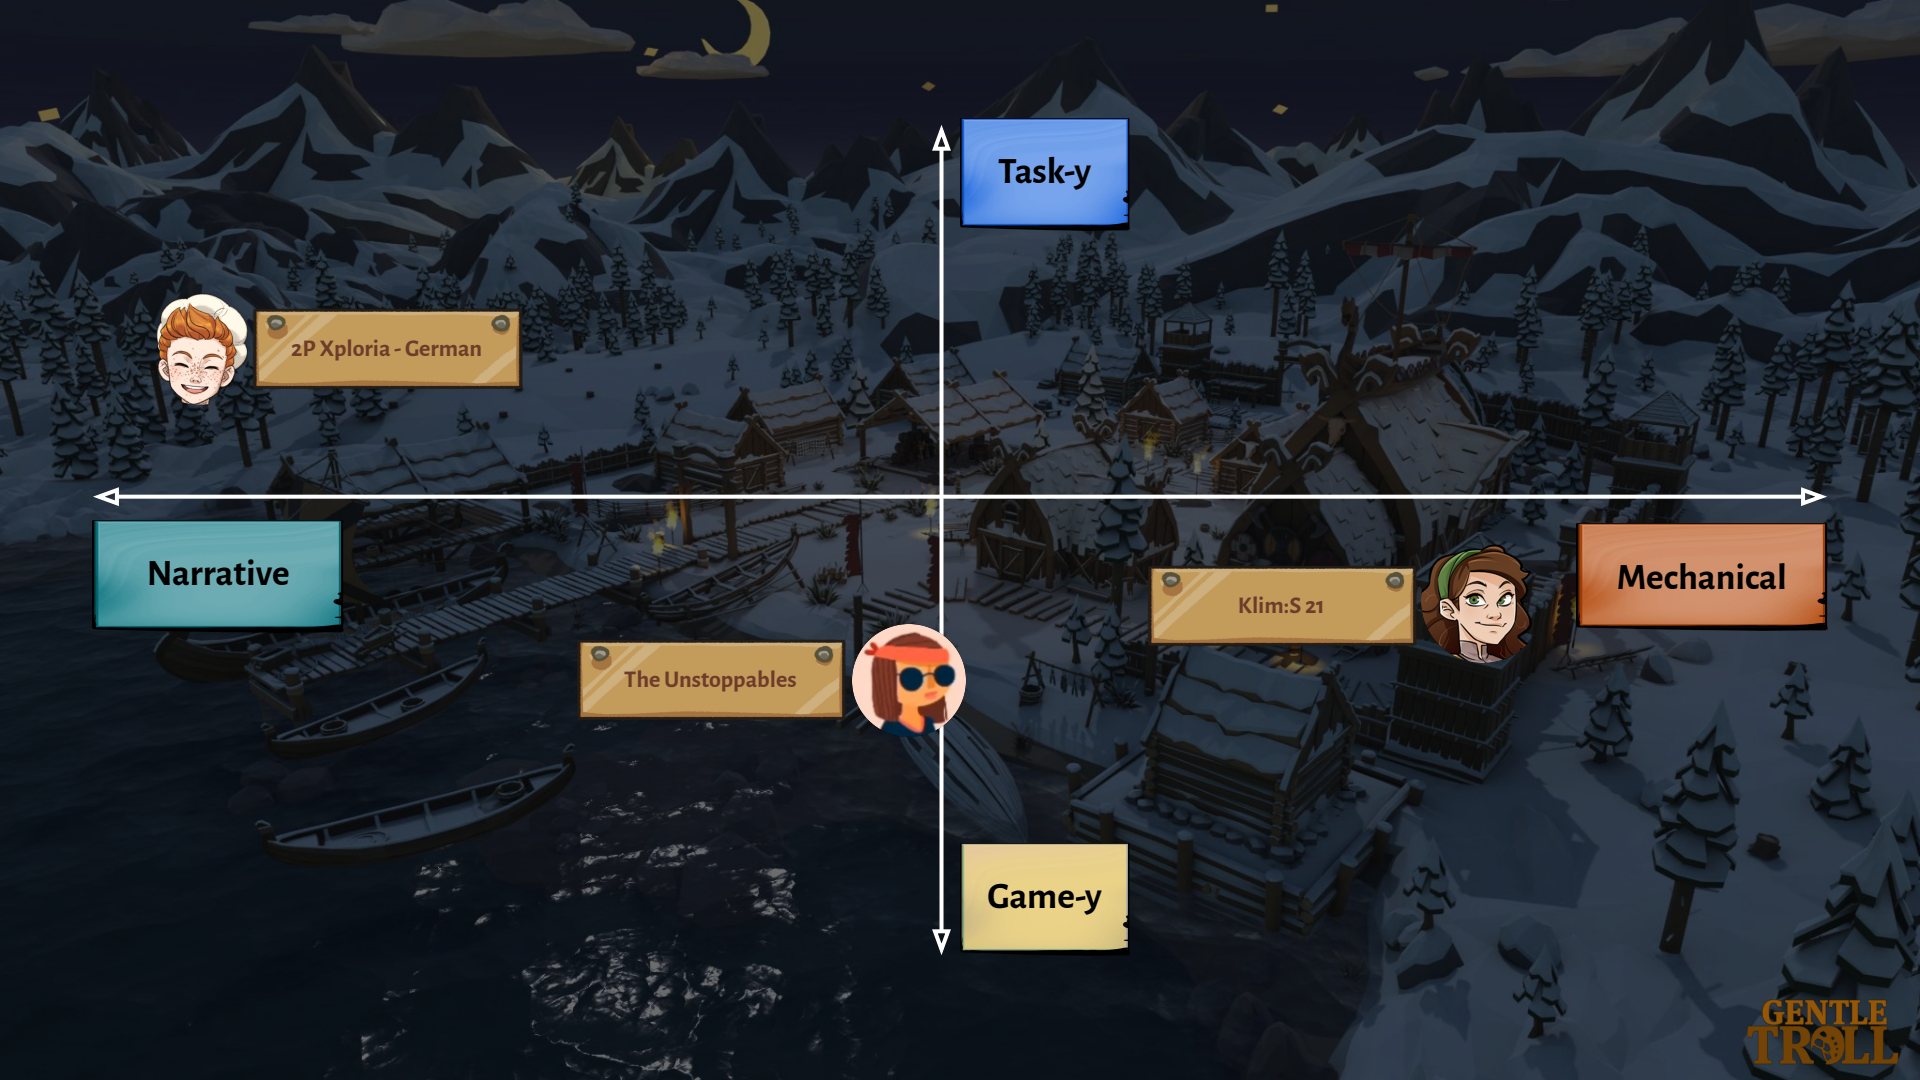 Task-y
2P Xploria - German
Narrative
Mechanical
Klim:S 21
The Unstoppables
Game-y
GENTLE
TROLL